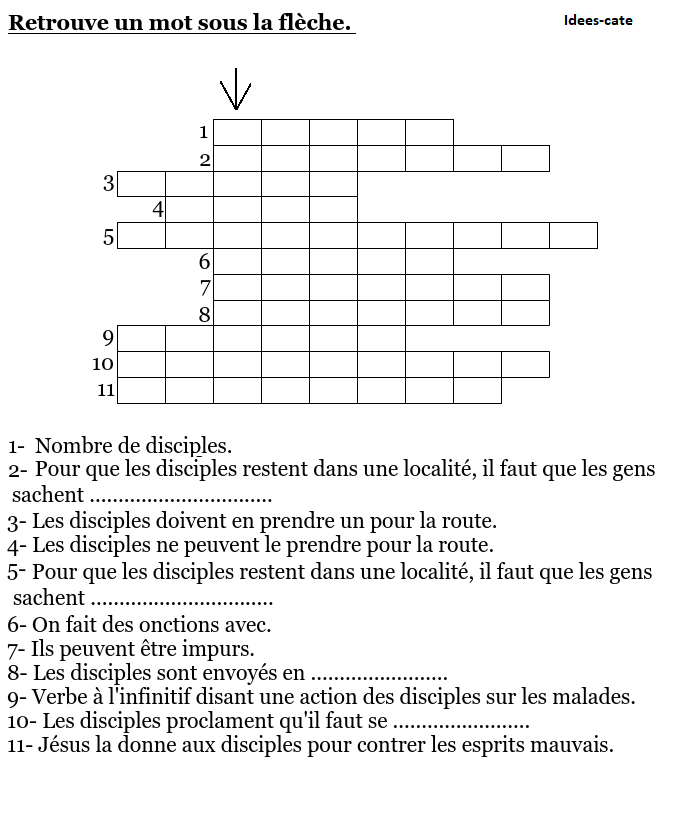 Retrouve un mot sous la flèche.
Idees-cate
1
2
3
4
5
6
7
8
9
10
11
1- Nombre de disciples.
2- Pour que les disciples restent dans une localité, il faut que les gens
sachent ................................
3- Les disciples doivent en prendre un pour la route.
4- Les disciples ne peuvent le prendre pour la route.
5- Pour que les disciples restent dans une localité, il faut que les gens
sachent ................................
6- On fait des onctions avec.
7- Ils peuvent être impurs.
8- Les disciples sont envoyés en ........................
9- Verbe à l'infinitif disant une action des disciples sur les malades.
10- Les disciples proclament qu'il faut se ........................
11- Jésus la donne aux disciples pour contrer les esprits mauvais.